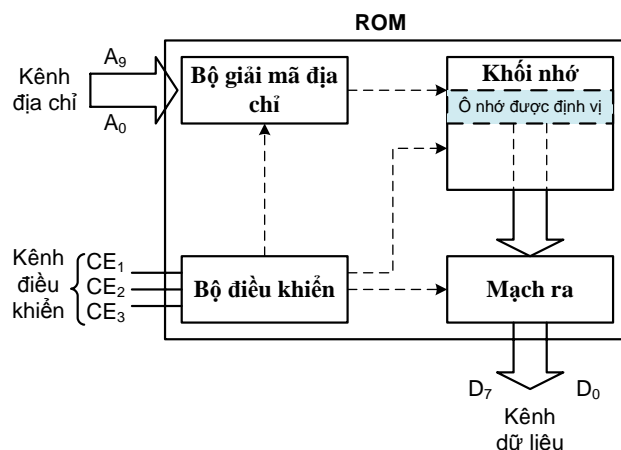 ROM
A₉
Kênh
địa chỉ
A₀
Bộ giải mã địa
chỉ
Khối nhớ
Ô nhớ được định vị
Kênh
điều
khiển
CE₁
CE₂
CE₃
Bộ điều khiển
Mạch ra
D₇
D₀
Kênh
dữ liệu